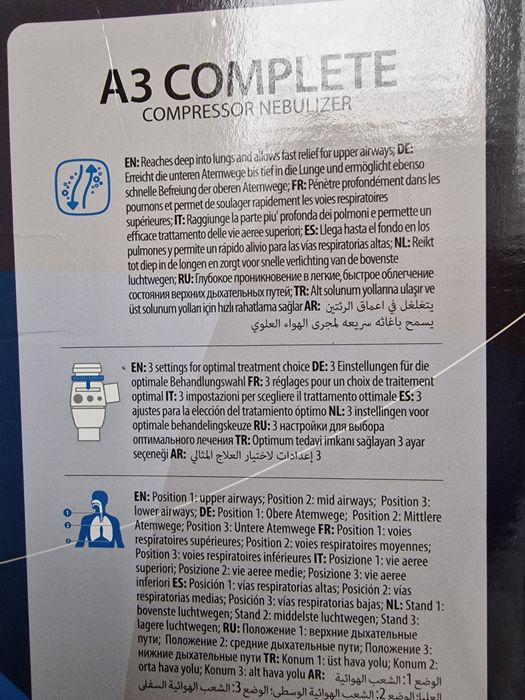 A3 COMPLETE
COMPRESSOR NEBULIZER
EN: Reaches deep into lungs and allows fast relief for upper airways; DE:
Erreicht die unteren Atemwege bis tief in die Lunge und ermöglicht ebenso
schnelle Befreiung der oberen Atemwege; FR: Pénètre profondément dans les
poumons et permet de soulager rapidement les voies respiratoires
supérieures; IT: Raggiunge la parte piu' profonda dei polmoni e permette un
efficace trattamento delle vie aeree superiori; ES: Llega hasta el fondo en los
pulmones y permite un rápido alivio para las vías respiratorias altas; NL: Reikt
tot diep in de longen en zorgt voor snelle verlichting van de bovenste
luchtwegen; RU: Глубокое проникновение в легкие, быстрое облегчение
состояния верхних дыхательных путей; TR: Alt solunum yollarına ulaşır ve
üst solunum yolları için hızlı rahatlama sağlar AR: يتغلغل في اعماق الرئتين
يسمح باغاثه سريعه لمجرى الهواء العلوي
EN: 3 settings for optimal treatment choice DE: 3 Einstellungen für die
optimale Behandlungswahl FR: 3 réglages pour un choix de traitement
optimal IT: 3 impostazioni per scegliere il trattamento ottimale ES: 3
ajustes para la elección del tratamiento óptimo NL: 3 instellingen voor
optimale behandelingskeuze RU: 3 настройки для выбора
оптимального лечения TR: Optimum tedavi imkanı sağlayan 3 ayar
seçeneği AR: 3 إعدادات لاختيار العلاج المثالي
EN: Position 1: upper airways; Position 2: mid airways; Position 3:
lower airways; DE: Position 1: Obere Atemwege; Position 2: Mittlere
Atemwege; Position 3: Untere Atemwege FR: Position 1: voies
respiratoires supérieures; Position 2: voies respiratoires moyennes;
Position 3: voies respiratoires inférieures IT: Posizione 1: vie aeree
superiori; Posizione 2: vie aeree medie; Posizione 3: vie aeree
inferiori ES: Posición 1: vías respiratorias altas; Posición 2: vías
respiratorias medias; Posición 3: vías respiratorias bajas; NL: Stand 1:
bovenste luchtwegen; Stand 2: middelste luchtwegen; Stand 3:
lagere luchtwegen; RU: Положение 1: верхние дыхательные
пути; Положение 2: средние дыхательные пути; Положение 3:
нижние дыхательные пути TR: Konum 1: üst hava yolu; Konum 2:
orta hava yolu; Konum 3: alt hava yolu AR: الوضع 1: الشعب الهوائية
العليا؛ الوضع 2: الشعب الهوائية الوسطى؛ الوضع 3: الشعب الهوائية السفلى
1
2
3